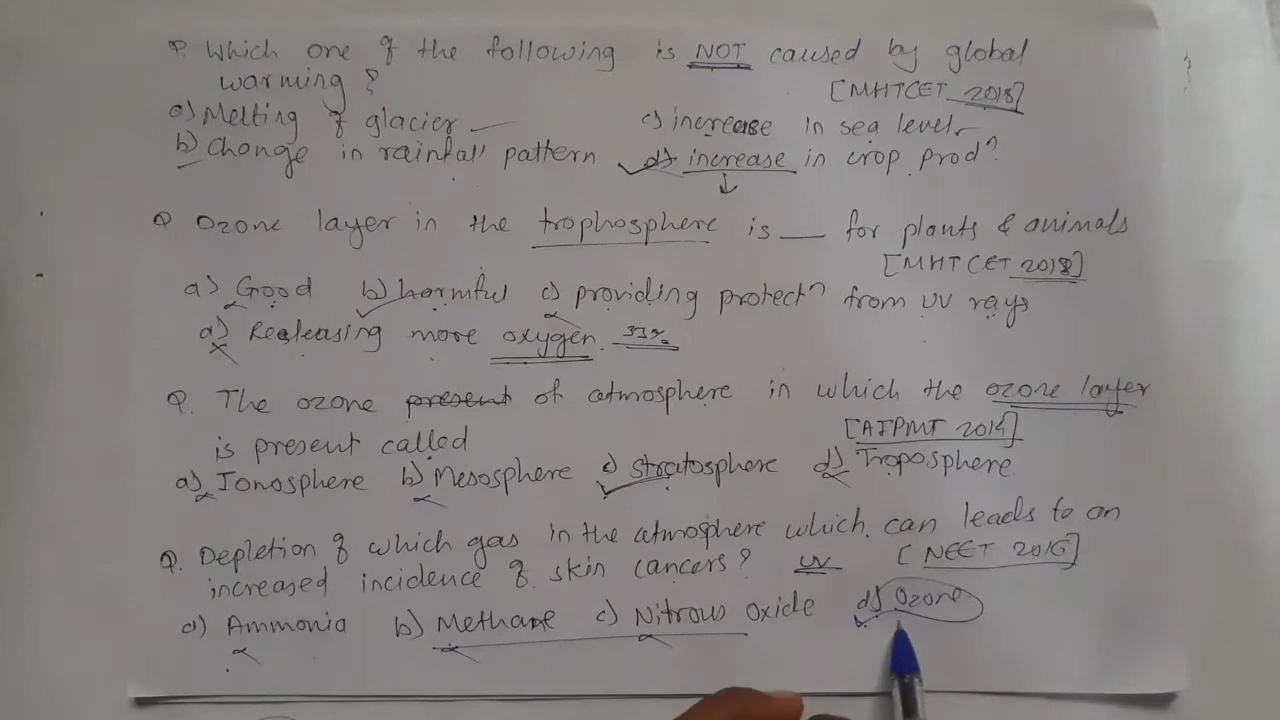 Q. Which one of the following is NOT caused by global
warming?
[MHTCET 2018]
a) Melting of glacier
c) increase in sea level
b) Change in rainfall pattern
d) increase in crop prodⁿ
Q Ozone layer in the trophosphere is __ for plants & animals
[MHTCET 2018]
a) Good b) harmful c) providing protectⁿ from UV rays
d) Realeasing more oxygen. 33%
Q. The ozone present of atmosphere in which the ozone layer
is present called
[AIPMT 2014]
a) Ionosphere b) Mesosphere c) Stratosphere d) Troposphere
Q. Depletion of which gas in the atmosphere which can leads to an
increased incidence of skin cancers? UV [NEET 2016]
a) Ammonia b) Methane c) Nitrous Oxide d) Ozone